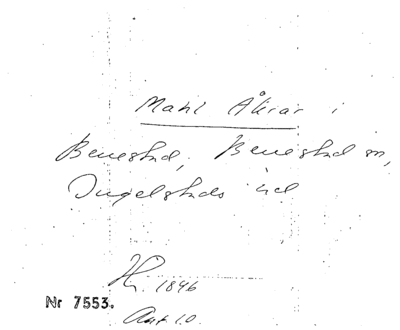 Mahl Åkrar i
Benestad, Benestad sn,
Ingelstads hd
1846
Nr 7553.